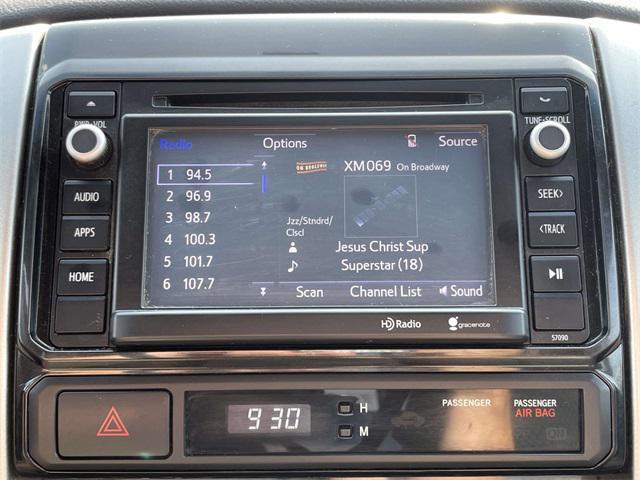 PWR•VOL
AUDIO
APPS
HOME
Radio
Options
Source
1 94.5
2 96.9
3 98.7
4 100.3
5 101.7
6 107.7
ON BROADWAY
XM069 On Broadway
Jzz/Stndrd/
Clscl
Jesus Christ Sup
Superstar (18)
Scan
Channel List
Sound
HD Radio
gracenote
TUNE•SCROLL
SEEK>
<TRACK
57090
9:30
H
M
PASSENGER
PASSENGER
AIR BAG